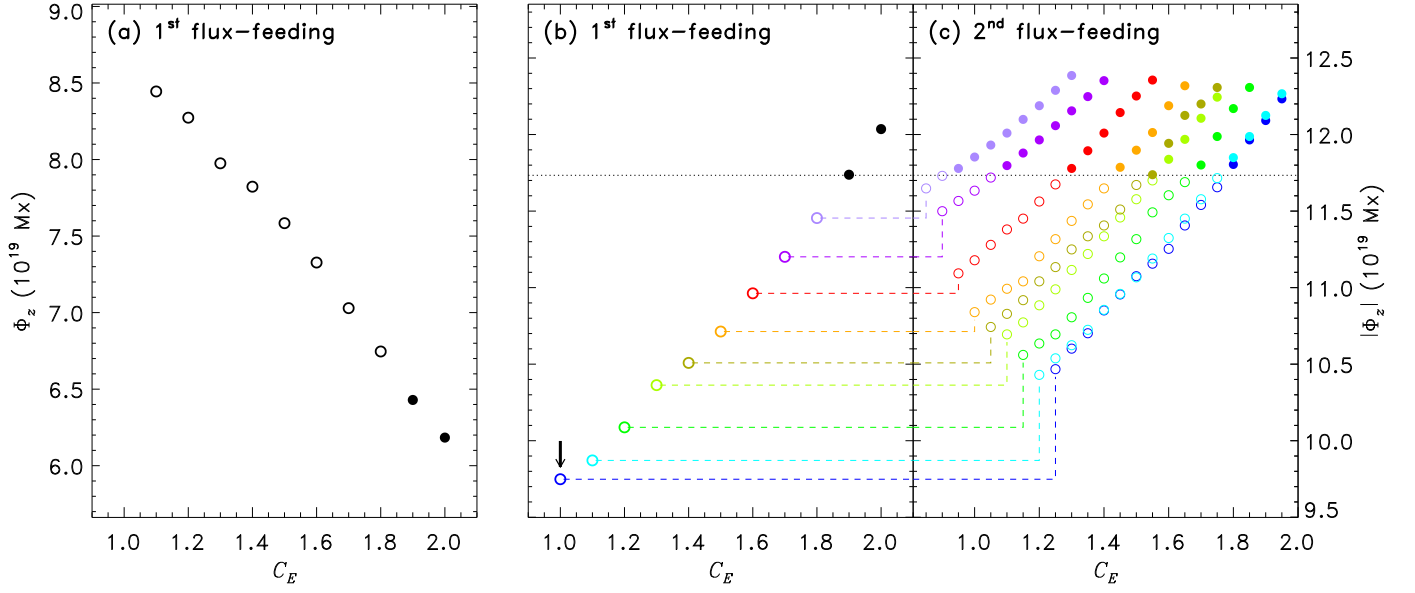 (a) 1st flux-feeding
9.0
8.5
8.0
7.5
7.0
6.5
6.0
Φz (10^19 Mx)
1.0 1.2 1.4 1.6 1.8 2.0
C_E
(b) 1st flux-feeding
1.0 1.2 1.4 1.6 1.8 2.0
C_E
(c) 2nd flux-feeding
12.5
12.0
11.5
11.0
10.5
10.0
9.5
|Φz| (10^19 Mx)
1.0 1.2 1.4 1.6 1.8 2.0
C_E